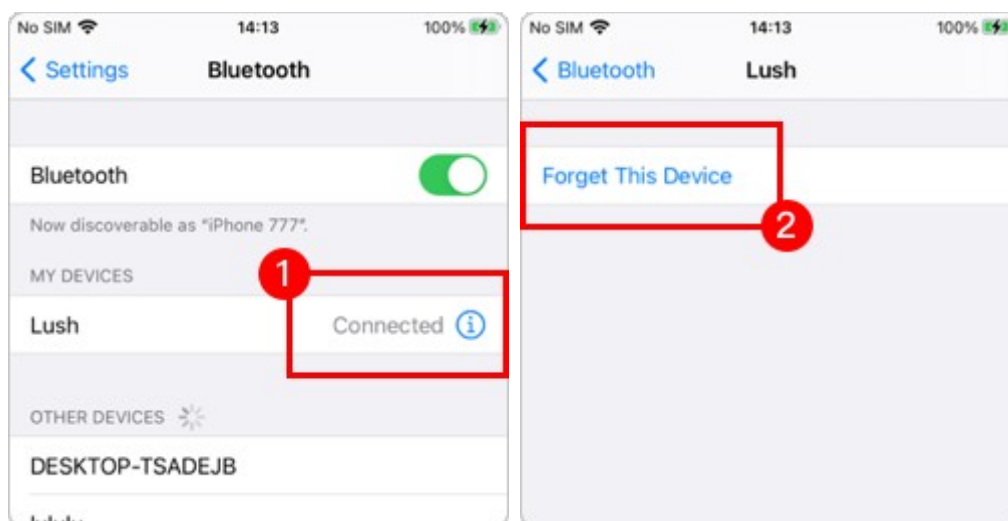 No SIM 14:13 100%
Settings Bluetooth
Bluetooth
Now discoverable as "iPhone 777".
MY DEVICES
1
Lush Connected
OTHER DEVICES
DESKTOP-TSADEJB
No SIM 14:13 100%
Bluetooth Lush
Forget This Device
2